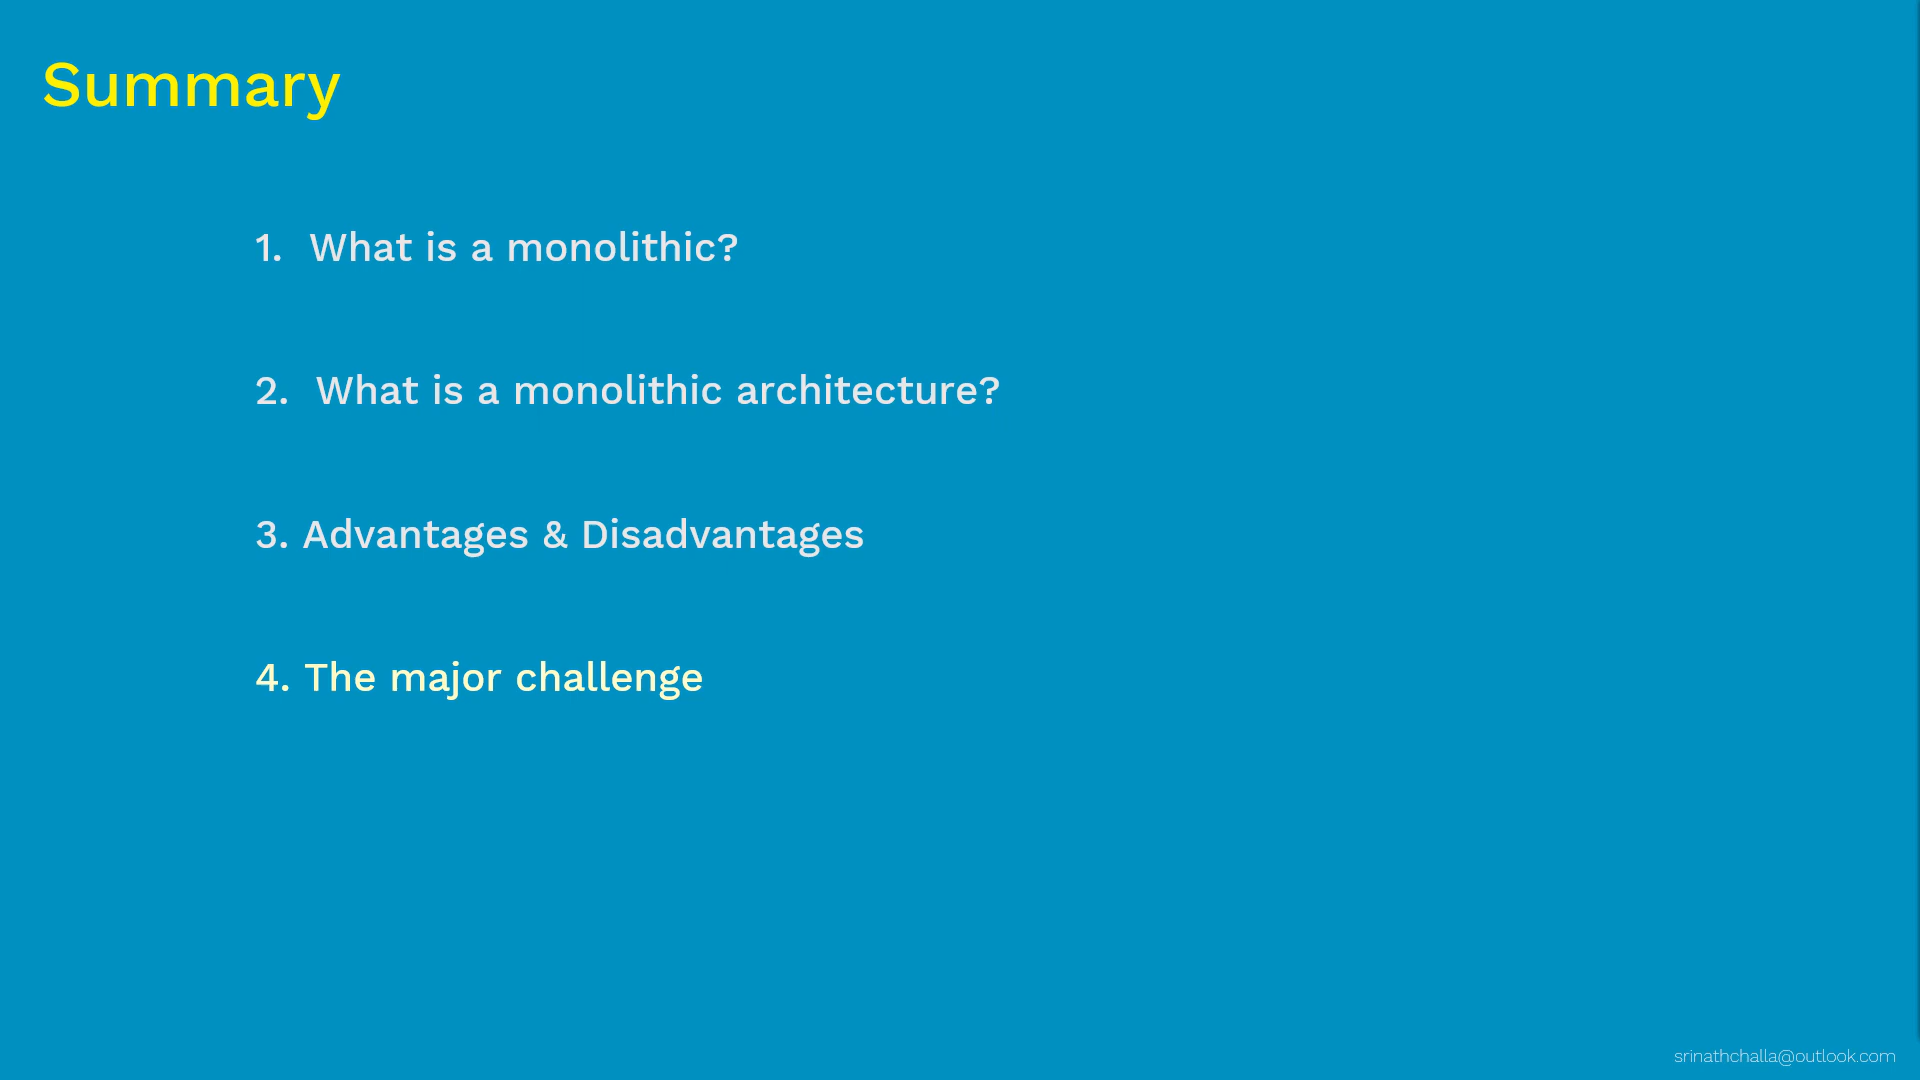 Summary
1. What is a monolithic?
2. What is a monolithic architecture?
3. Advantages & Disadvantages
4. The major challenge
srinathchalla@outlook.com